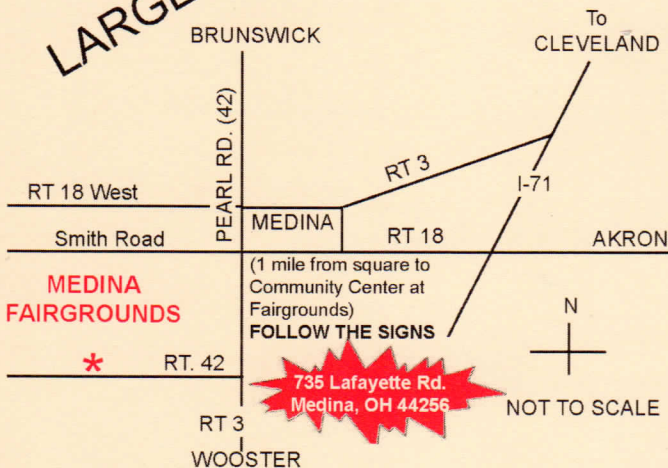 LARGE
BRUNSWICK
To
CLEVELAND
PEARL RD. (42)
RT 3
I-71
RT 18 West
MEDINA
Smith Road
RT 18
AKRON
(1 mile from square to
Community Center at
Fairgrounds)
FOLLOW THE SIGNS
MEDINA
FAIRGROUNDS
*
RT. 42
N
735 Lafayette Rd.
Medina, OH 44256
NOT TO SCALE
RT 3
WOOSTER